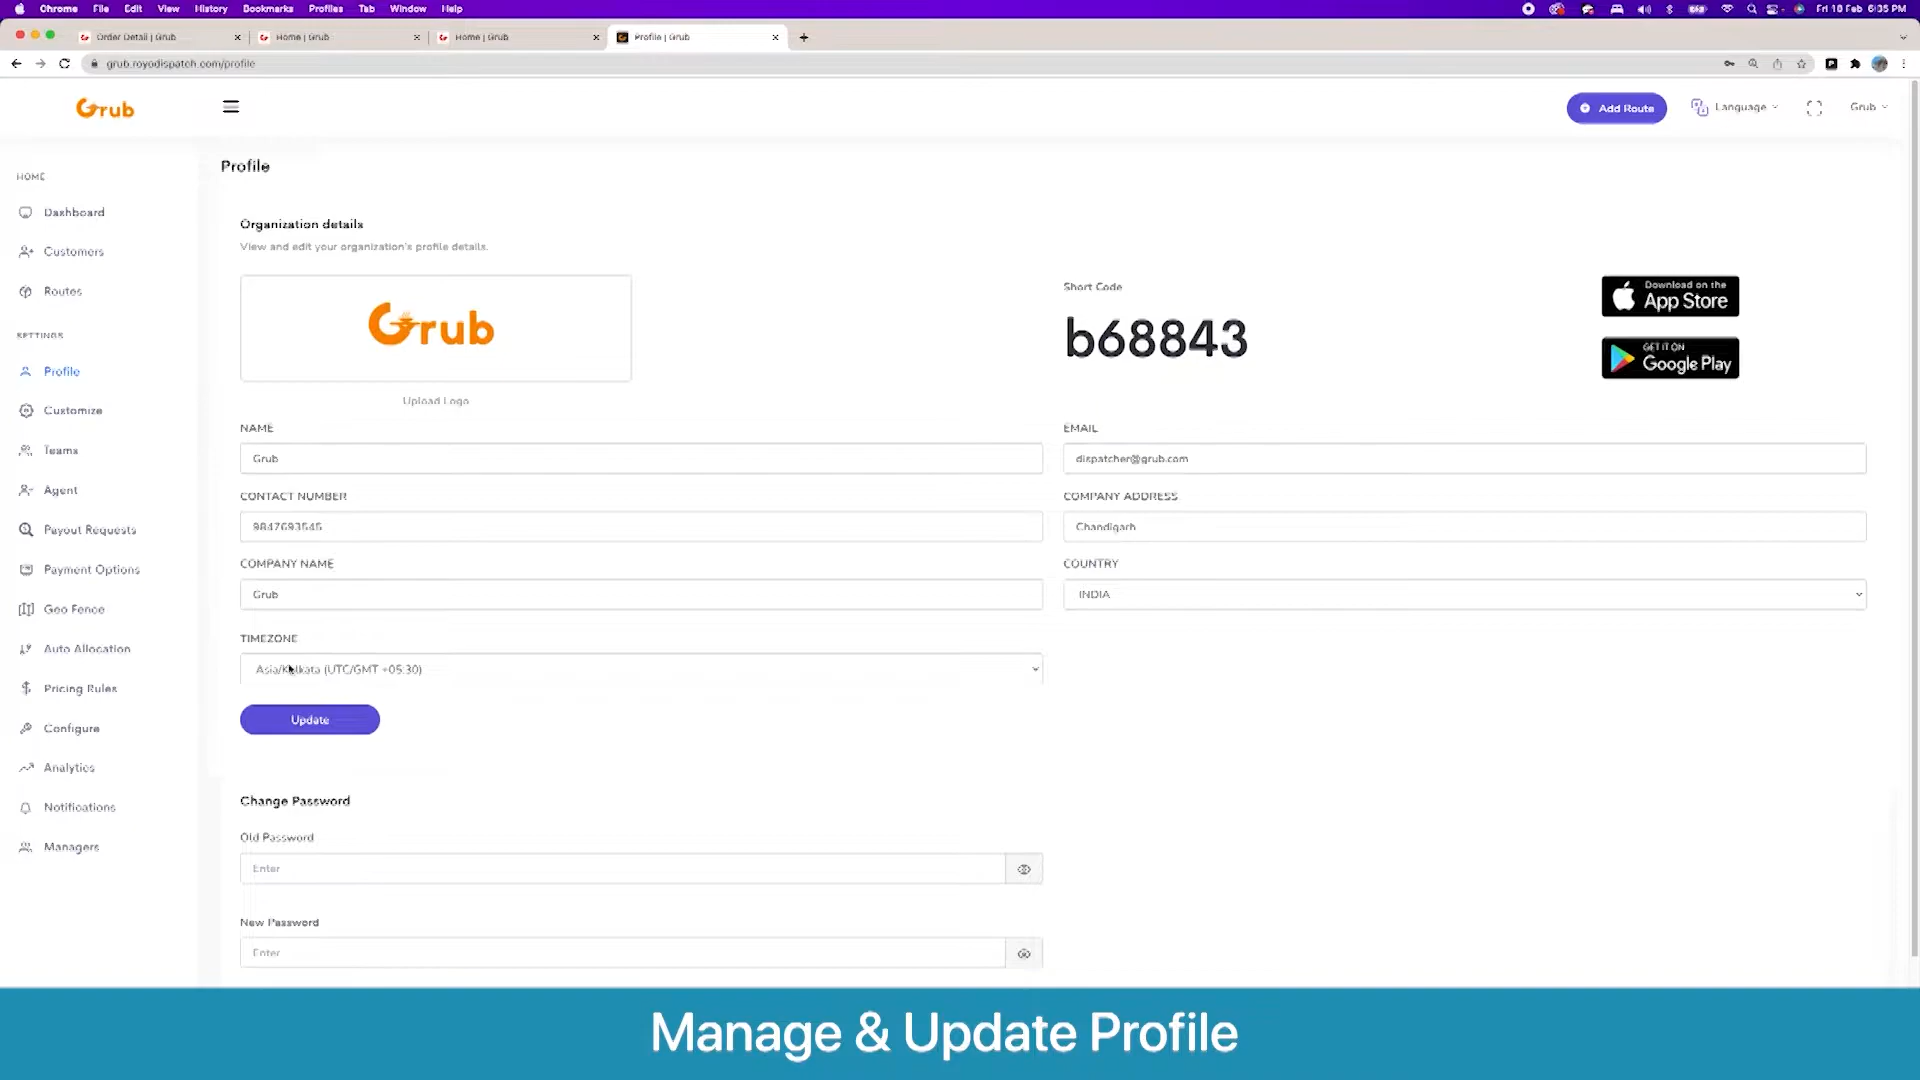 Chrome File Edit View History Bookmarks Profiles Tab Window Help
Fri 18 Feb 6:35 PM
Order Detail | Grub
Home | Grub
Home | Grub
Profile | Grub
grub.royodispatch.com/profile
Grub
Add Route
Language
Grub
Profile
HOME
Dashboard
Customers
Routes
SETTINGS
Profile
Customize
Teams
Agent
Payout Requests
Payment Options
Geo Fence
Auto Allocation
Pricing Rules
Configure
Analytics
Notifications
Managers
Organization details
View and edit your organization's profile details.
Grub
Upload Logo
Short Code
b68843
Download on the
App Store
GET IT ON
Google Play
NAME
Grub
EMAIL
dispatcher@grub.com
CONTACT NUMBER
9847693545
COMPANY ADDRESS
Chandigarh
COMPANY NAME
Grub
COUNTRY
INDIA
TIMEZONE
Asia/Kolkata (UTC/GMT +05:30)
Update
Change Password
Old Password
Enter
New Password
Enter
Manage & Update Profile